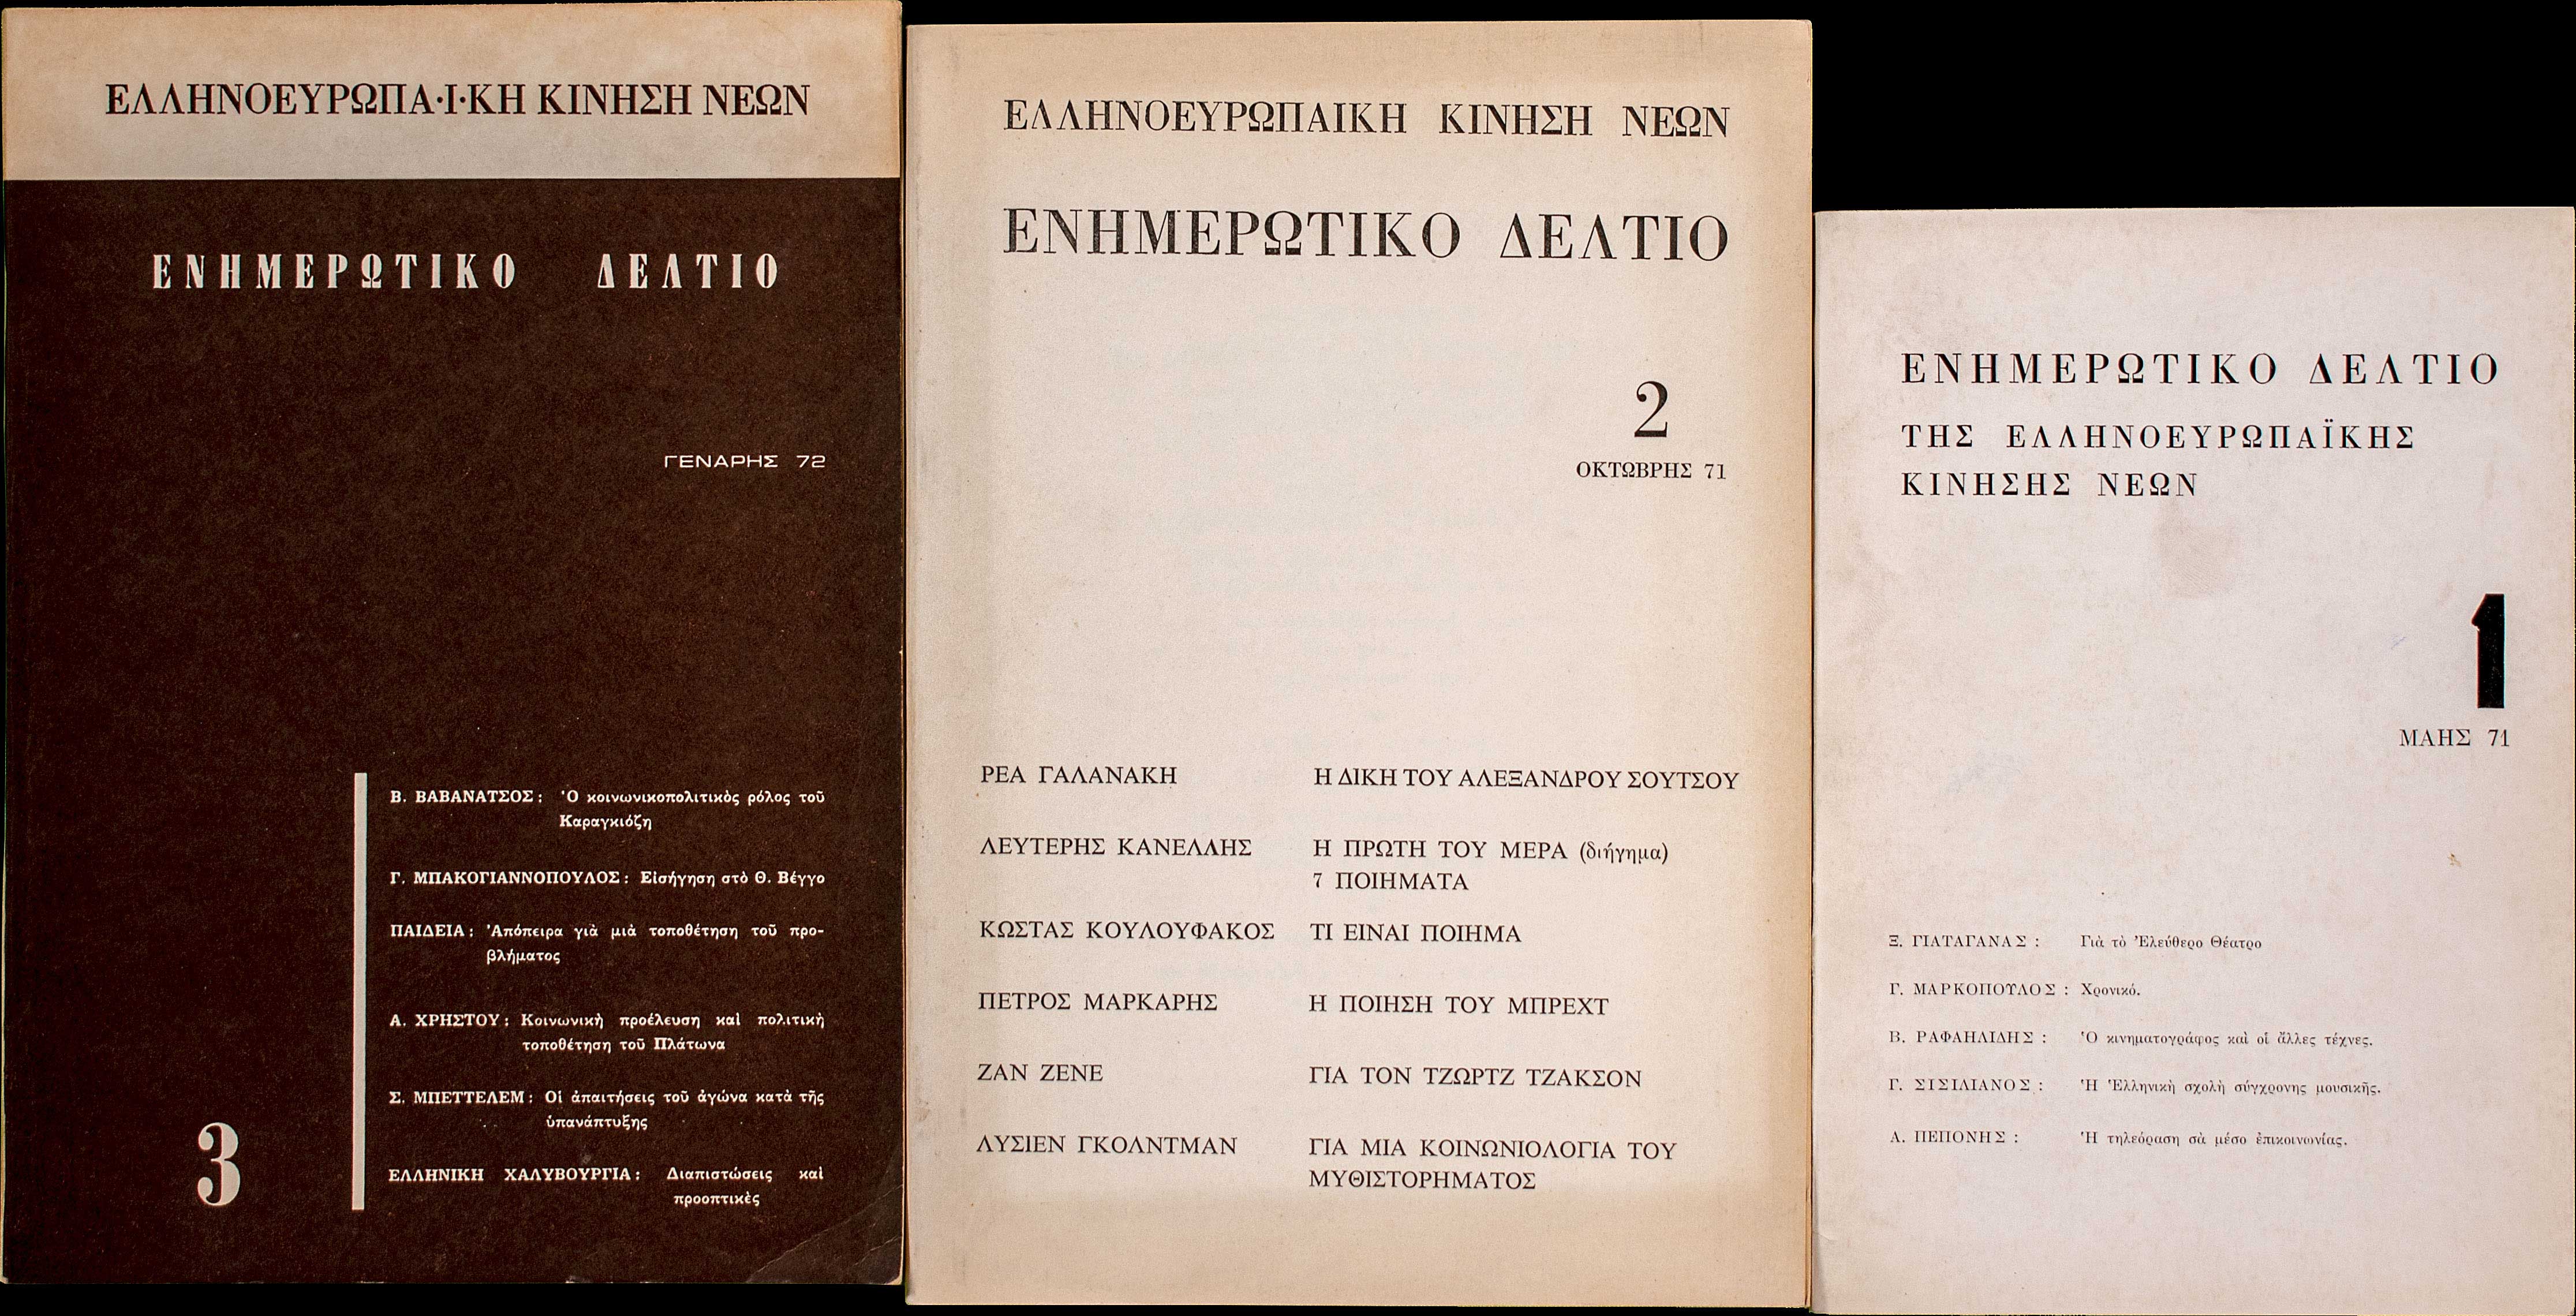 ΕΛΛΗΝΟΕΥΡΩΠΑ·Ι·ΚΗ ΚΙΝΗΣΗ ΝΕΩΝ
ΕΝΗΜΕΡΩΤΙΚΟ ΔΕΛΤΙΟ
ΓΕΝΑΡΗΣ 72
Β. ΒΑΒΑΝΑΤΣΟΣ: Ὁ κοινωνικοπολιτικὸς ρόλος τοῦ
Καραγκιόζη
Γ. ΜΠΑΚΟΓΙΑΝΝΟΠΟΥΛΟΣ: Εἰσήγηση στὸ Θ. Βέγγο
ΠΑΙΔΕΙΑ: Ἀπόπειρα γιὰ μιὰ τοποθέτηση τοῦ προ-
βλήματος
Α. ΧΡΗΣΤΟΥ: Κοινωνικὴ προέλευση καὶ πολιτικὴ
τοποθέτηση τοῦ Πλάτωνα
Σ. ΜΠΕΤΤΕΛΕΜ: Οἱ ἀπαιτήσεις τοῦ ἀγώνα κατὰ τῆς
ὑπανάπτυξης
ΕΛΛΗΝΙΚΗ ΧΑΛΥΒΟΥΡΓΙΑ: Διαπιστώσεις καὶ
προοπτικὲς
3
ΕΛΛΗΝΟΕΥΡΩΠΑΙΚΗ ΚΙΝΗΣΗ ΝΕΩΝ
ΕΝΗΜΕΡΩΤΙΚΟ ΔΕΛΤΙΟ
2
ΟΚΤΩΒΡΗΣ 71
ΡΕΑ ΓΑΛΑΝΑΚΗ Η ΔΙΚΗ ΤΟΥ ΑΛΕΞΑΝΔΡΟΥ ΣΟΥΤΣΟΥ
ΛΕΥΤΕΡΗΣ ΚΑΝΕΛΛΗΣ Η ΠΡΩΤΗ ΤΟΥ ΜΕΡΑ (διήγημα)
7 ΠΟΙΗΜΑΤΑ
ΚΩΣΤΑΣ ΚΟΥΛΟΥΦΑΚΟΣ ΤΙ ΕΙΝΑΙ ΠΟΙΗΜΑ
ΠΕΤΡΟΣ ΜΑΡΚΑΡΗΣ Η ΠΟΙΗΣΗ ΤΟΥ ΜΠΡΕΧΤ
ΖΑΝ ΖΕΝΕ ΓΙΑ ΤΟΝ ΤΖΩΡΤΖ ΤΖΑΚΣΟΝ
ΛΥΣΙΕΝ ΓΚΟΛΝΤΜΑΝ ΓΙΑ ΜΙΑ ΚΟΙΝΩΝΙΟΛΟΓΙΑ ΤΟΥ
ΜΥΘΙΣΤΟΡΗΜΑΤΟΣ
ΕΝΗΜΕΡΩΤΙΚΟ ΔΕΛΤΙΟ
ΤΗΣ ΕΛΛΗΝΟΕΥΡΩΠΑΪΚΗΣ
ΚΙΝΗΣΗΣ ΝΕΩΝ
1
ΜΑΗΣ 71
Ξ. ΓΙΑΤΑΓΑΝΑΣ : Γιὰ τὸ Ἐλεύθερο Θέατρο
Γ. ΜΑΡΚΟΠΟΥΛΟΣ : Χρονικό.
Β. ΡΑΦΑΗΛΙΔΗΣ : Ὁ κινηματογράφος καὶ οἱ ἄλλες τέχνες.
Γ. ΣΙΣΙΛΙΑΝΟΣ : Ἡ Ἑλληνικὴ σχολὴ σύγχρονης μουσικῆς.
Α. ΠΕΠΟΝΗΣ : Ἡ τηλεόραση σὰ μέσο ἐπικοινωνίας.